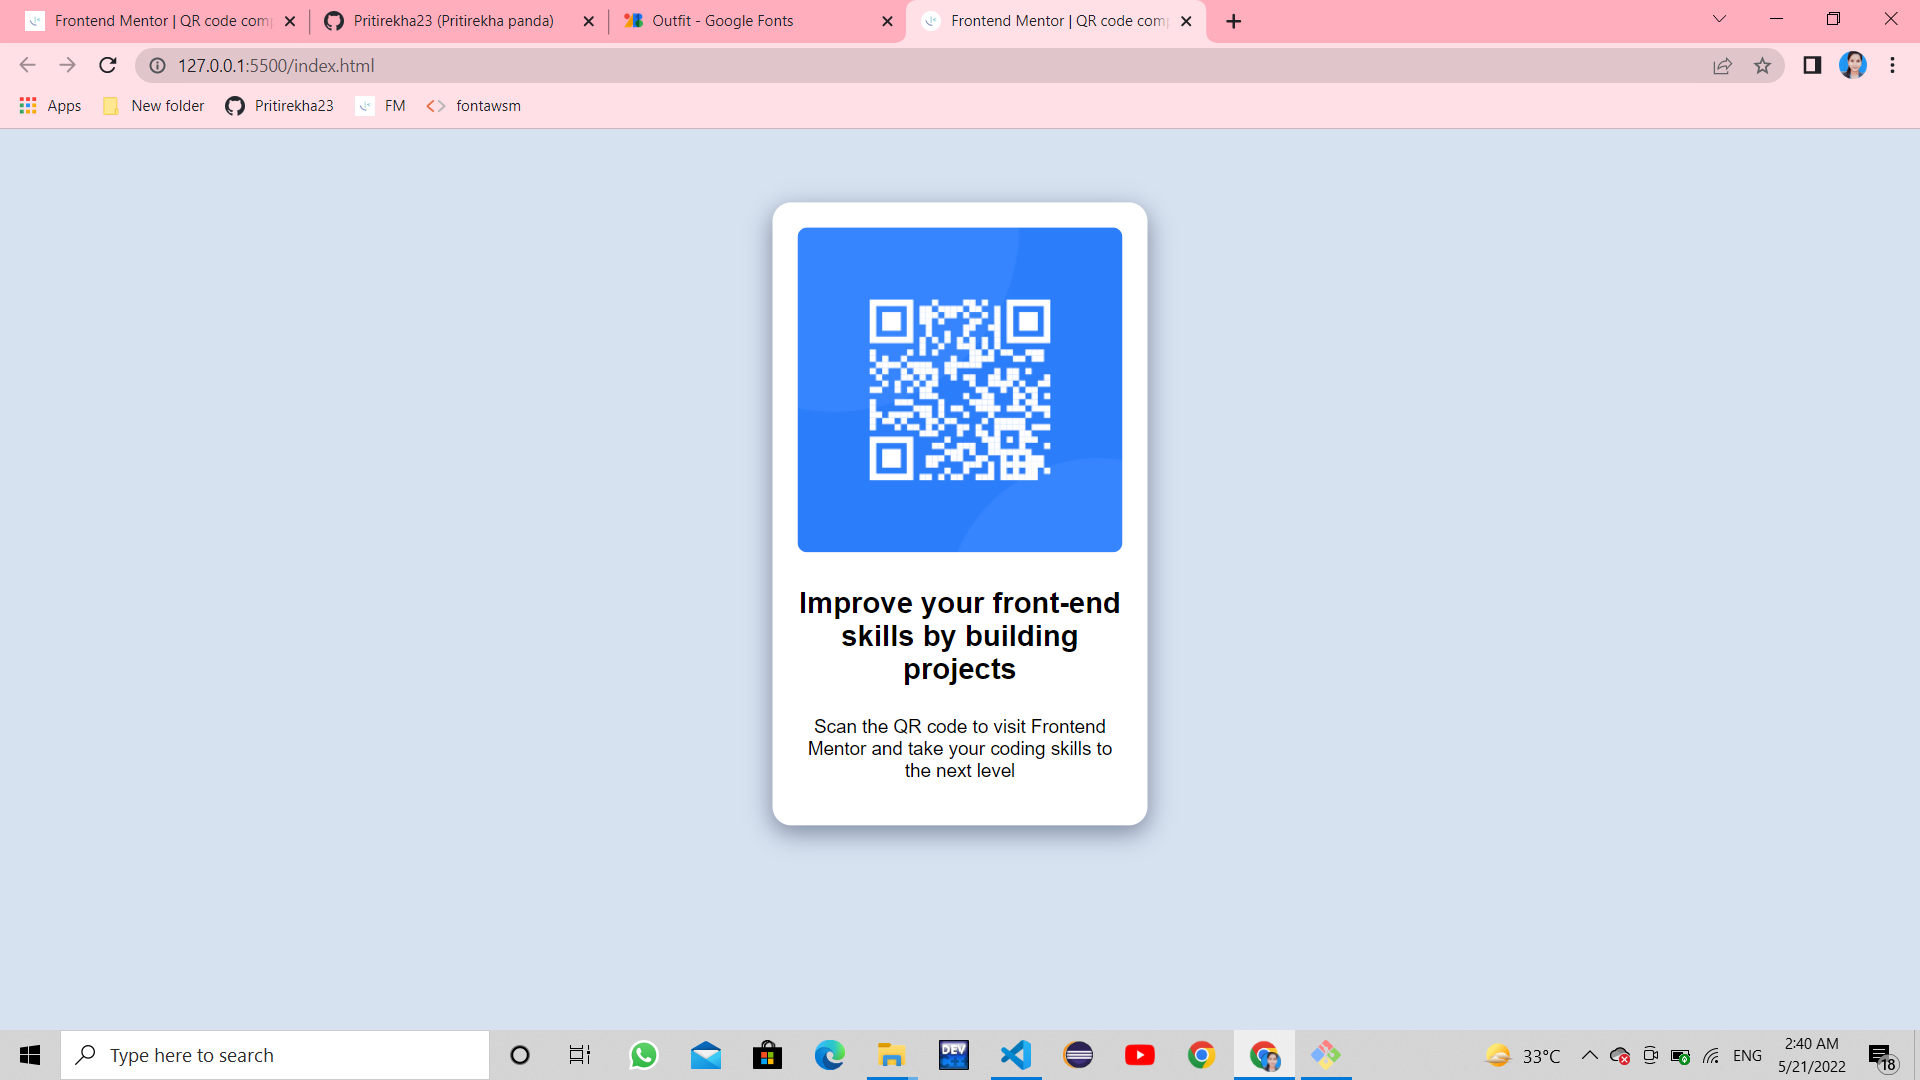 Frontend Mentor | QR code comp
Pritirekha23 (Pritirekha panda)
Outfit - Google Fonts
Frontend Mentor | QR code comp
127.0.0.1:5500/index.html
Apps
New folder
Pritirekha23
FM
fontawsm
Improve your front-end
skills by building
projects
Scan the QR code to visit Frontend
Mentor and take your coding skills to
the next level
Type here to search
DEV
33°C
ENG
2:40 AM
5/21/2022
18